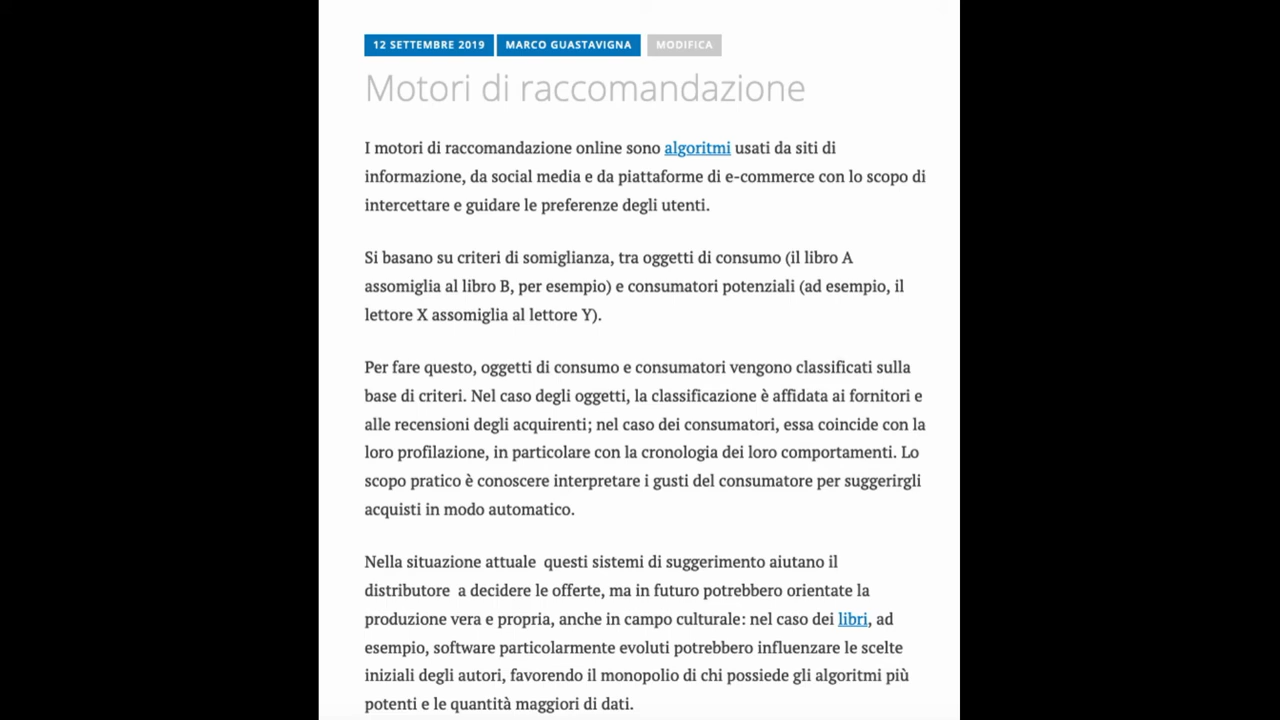 12 SETTEMBRE 2019 MARCO GUASTAVIGNA MODIFICA
Motori di raccomandazione
I motori di raccomandazione online sono algoritmi usati da siti di
informazione, da social media e da piattaforme di e-commerce con lo scopo di
intercettare e guidare le preferenze degli utenti.
Si basano su criteri di somiglianza, tra oggetti di consumo (il libro A
assomiglia al libro B, per esempio) e consumatori potenziali (ad esempio, il
lettore X assomiglia al lettore Y).
Per fare questo, oggetti di consumo e consumatori vengono classificati sulla
base di criteri. Nel caso degli oggetti, la classificazione è affidata ai fornitori e
alle recensioni degli acquirenti; nel caso dei consumatori, essa coincide con la
loro profilazione, in particolare con la cronologia dei loro comportamenti. Lo
scopo pratico è conoscere interpretare i gusti del consumatore per suggerirgli
acquisti in modo automatico.
Nella situazione attuale  questi sistemi di suggerimento aiutano il
distributore  a decidere le offerte, ma in futuro potrebbero orientate la
produzione vera e propria, anche in campo culturale: nel caso dei libri, ad
esempio, software particolarmente evoluti potrebbero influenzare le scelte
iniziali degli autori, favorendo il monopolio di chi possiede gli algoritmi più
potenti e le quantità maggiori di dati.